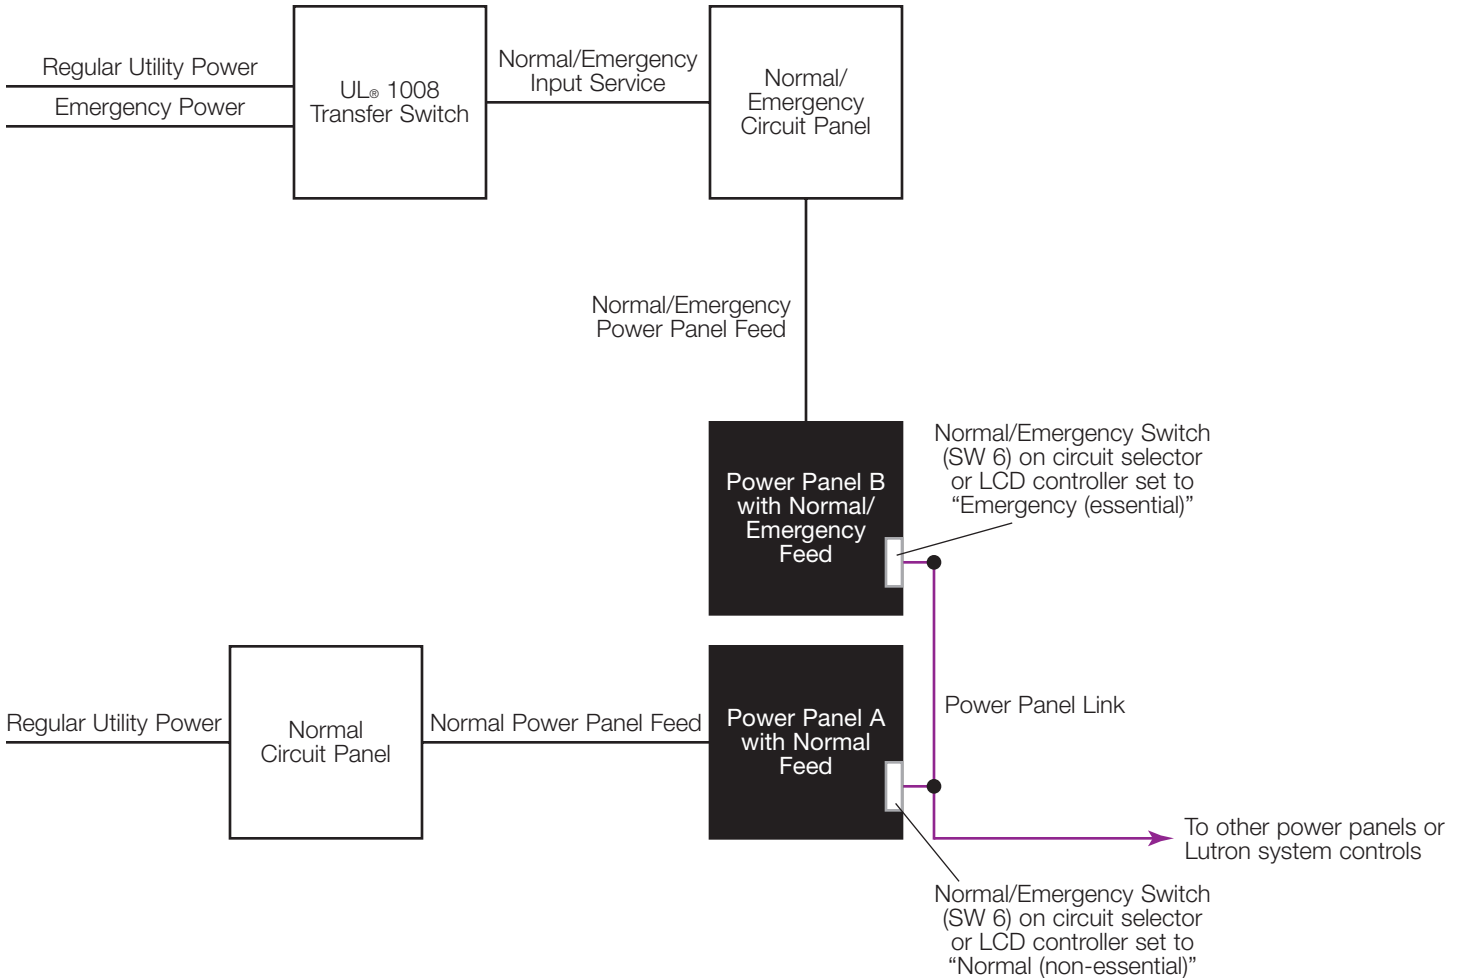 Regular Utility Power
Emergency Power
UL® 1008
Transfer Switch
Normal/Emergency
Input Service
Normal/
Emergency
Circuit Panel
Normal/Emergency
Power Panel Feed
Power Panel B
with Normal/
Emergency
Feed
Normal/Emergency Switch
(SW 6) on circuit selector
or LCD controller set to
“Emergency (essential)”
Regular Utility Power
Normal
Circuit Panel
Normal Power Panel Feed
Power Panel A
with Normal
Feed
Power Panel Link
To other power panels or
Lutron system controls
Normal/Emergency Switch
(SW 6) on circuit selector
or LCD controller set to
“Normal (non-essential)”